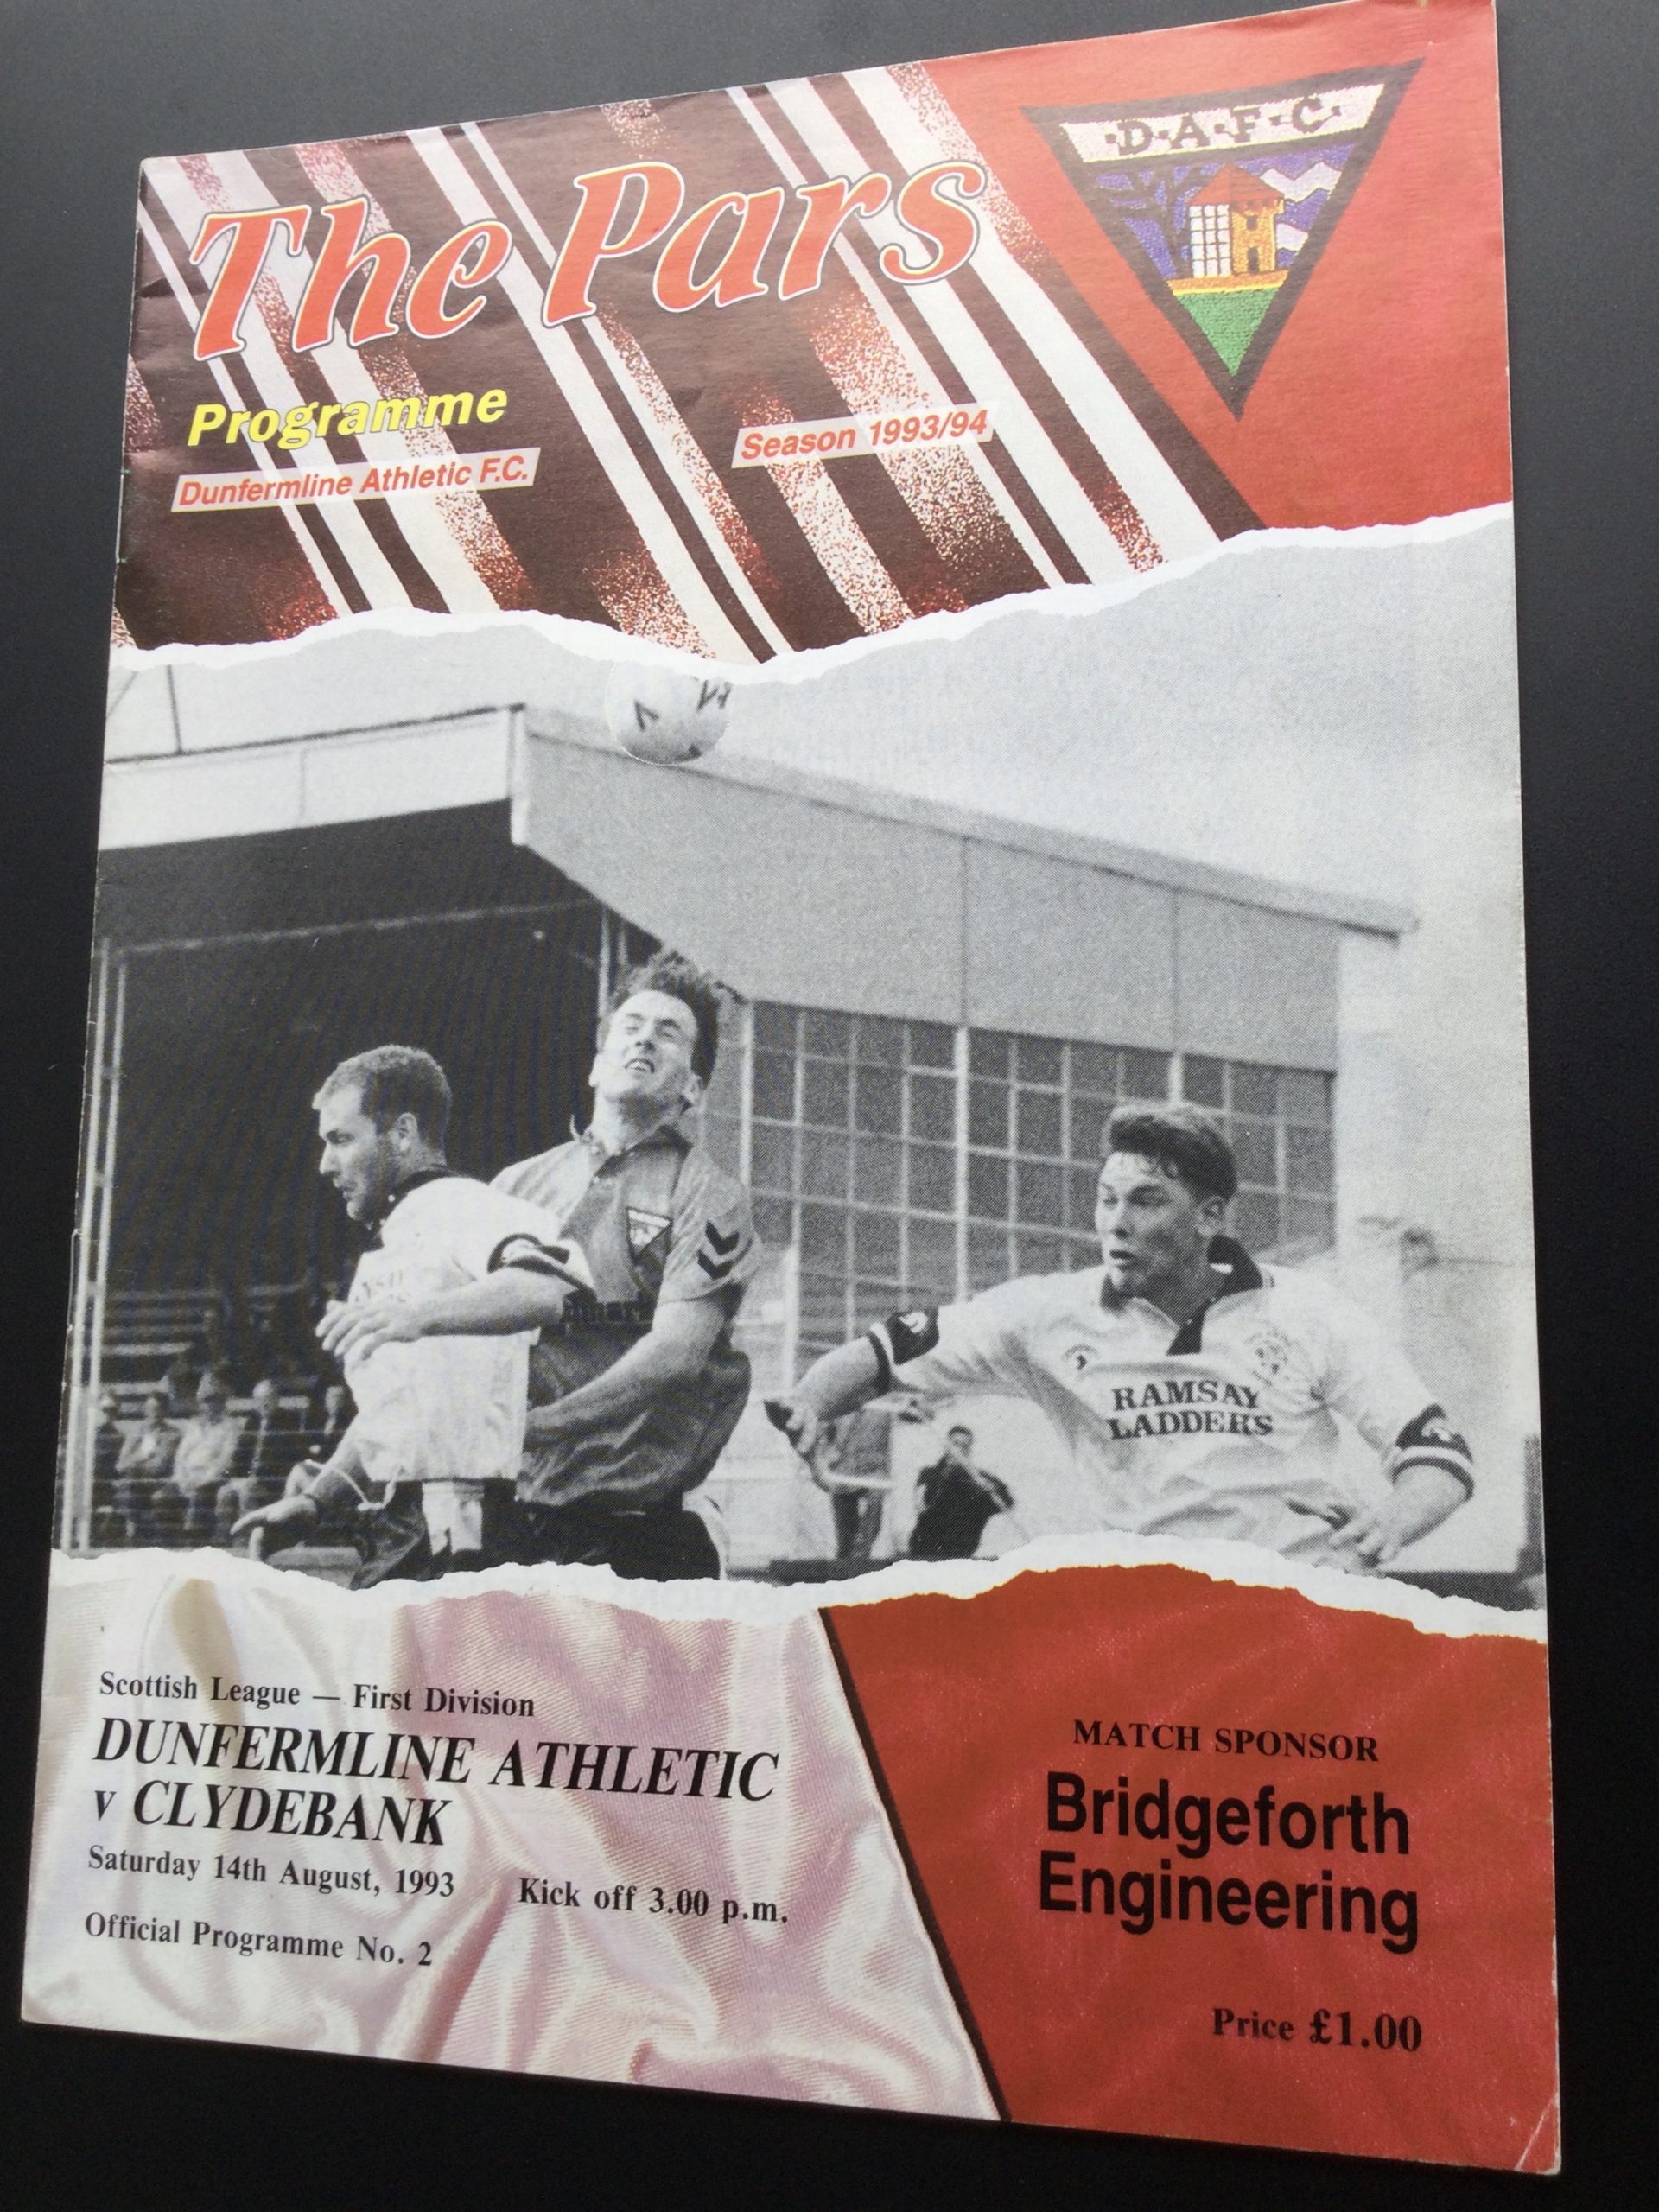 ·D·A·F·C·
The Pars
Programme
Dunfermline Athletic F.C.
Season 1993/94
RAMSAY
LADDERS
Scottish League — First Division
DUNFERMLINE ATHLETIC
v CLYDEBANK
Saturday 14th August, 1993 Kick off 3.00 p.m.
Official Programme No. 2
MATCH SPONSOR
Bridgeforth
Engineering
Price £1.00